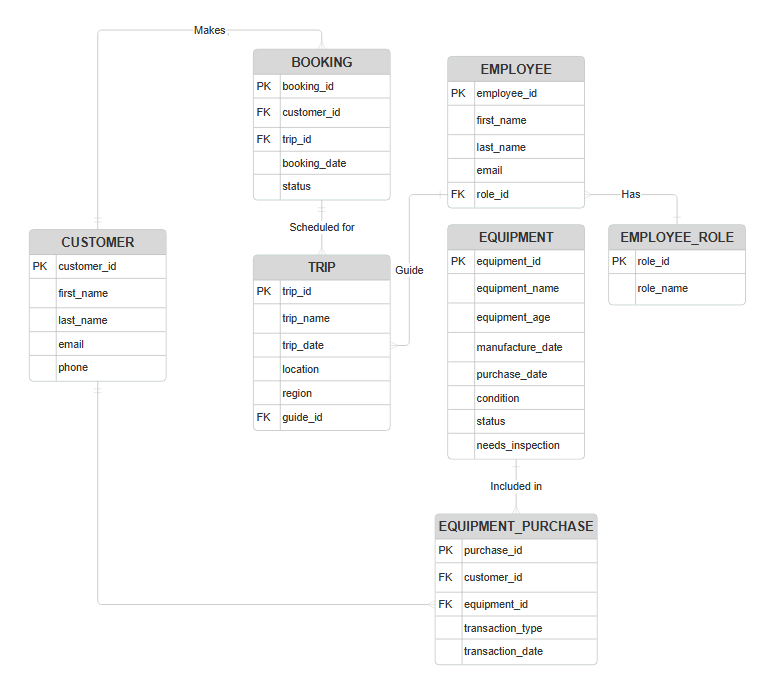 Makes
BOOKING
PK booking_id
FK customer_id
FK trip_id
booking_date
status
EMPLOYEE
PK employee_id
first_name
last_name
email
FK role_id
Has
Scheduled for
CUSTOMER
PK customer_id
first_name
last_name
email
phone
TRIP
PK trip_id
trip_name
trip_date
location
region
FK guide_id
Guide
EQUIPMENT
PK equipment_id
equipment_name
equipment_age
manufacture_date
purchase_date
condition
status
needs_inspection
EMPLOYEE_ROLE
PK role_id
role_name
Included in
EQUIPMENT_PURCHASE
PK purchase_id
FK customer_id
FK equipment_id
transaction_type
transaction_date